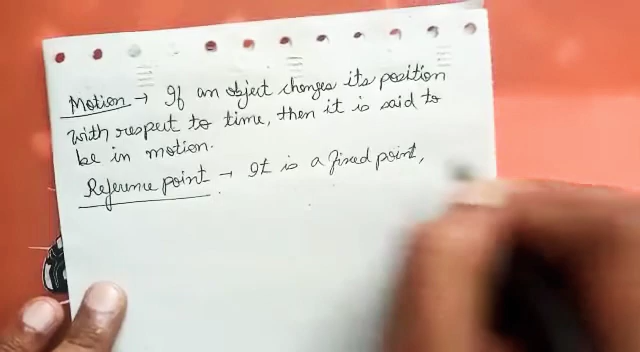 Motion → If an object changes its position
with respect to time, then it is said to
be in motion.
Reference point → It is a fixed point,